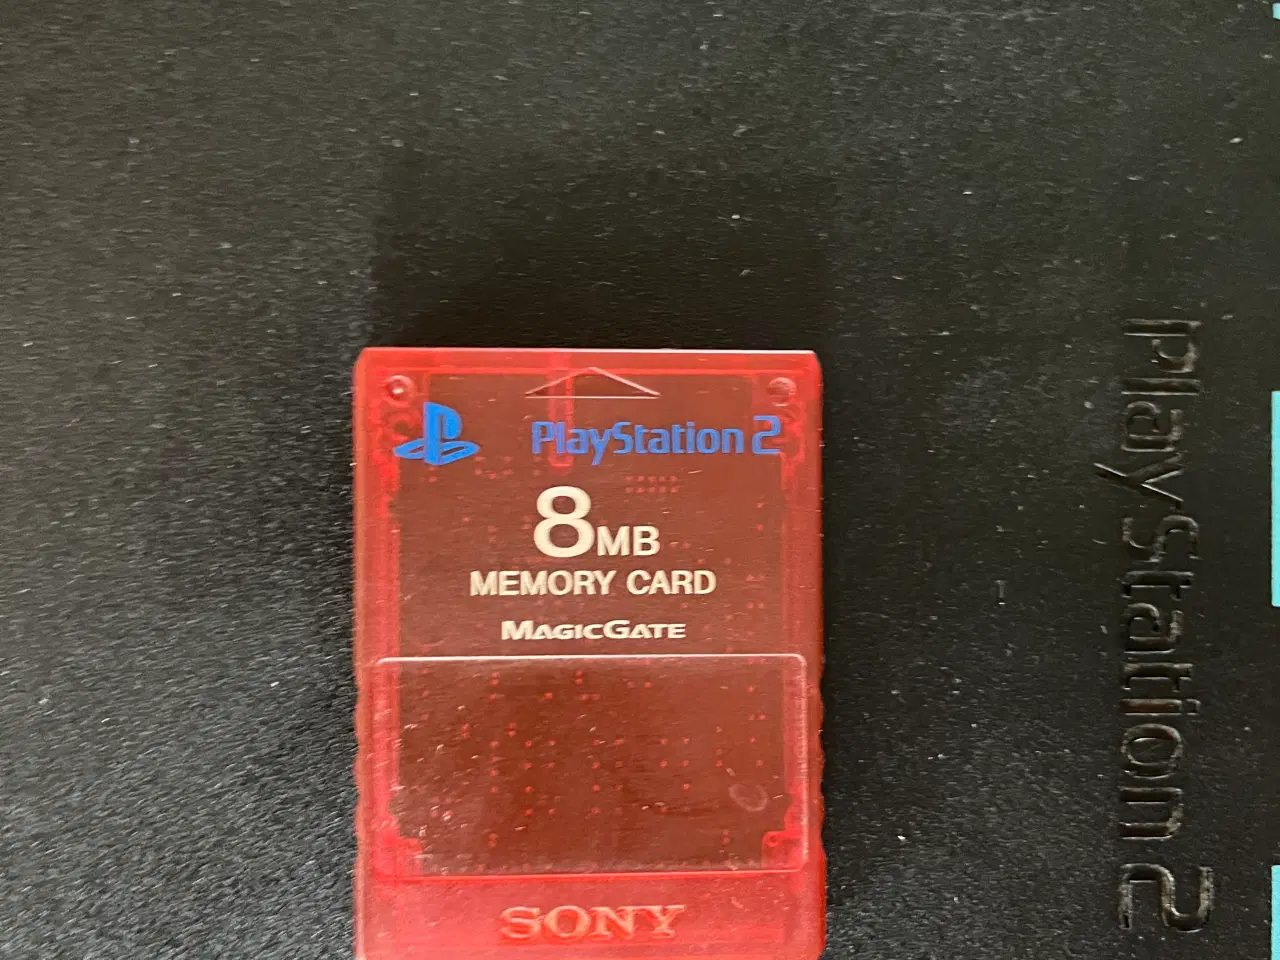 PlayStation 2
8MB
MEMORY CARD
MAGICGATE
SONY
PlayStation 2